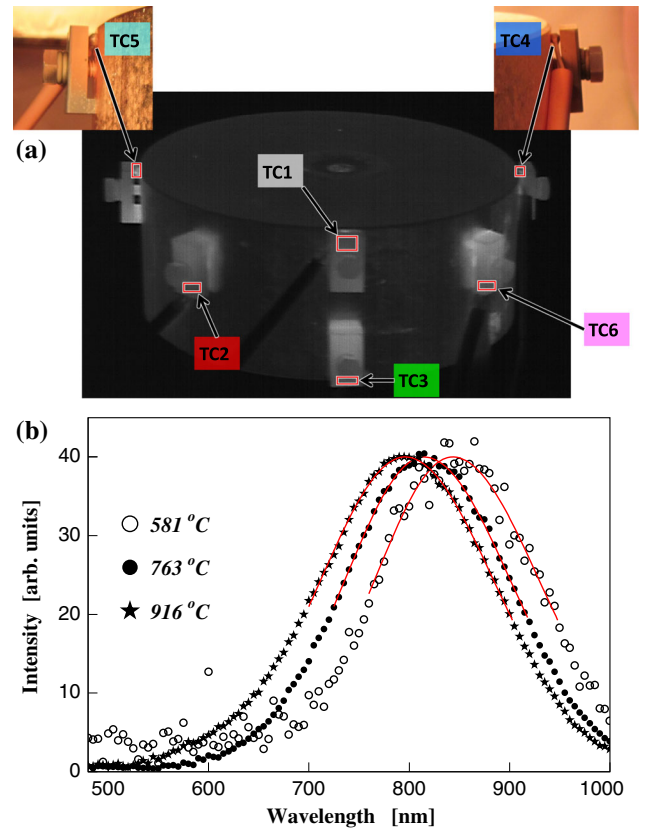 TC5
TC4
(a)
TC1
TC2
TC6
TC3
(b)
40
30
20
10
0
Intensity [arb. units]
581 °C
763 °C
916 °C
500 600 700 800 900 1000
Wavelength [nm]